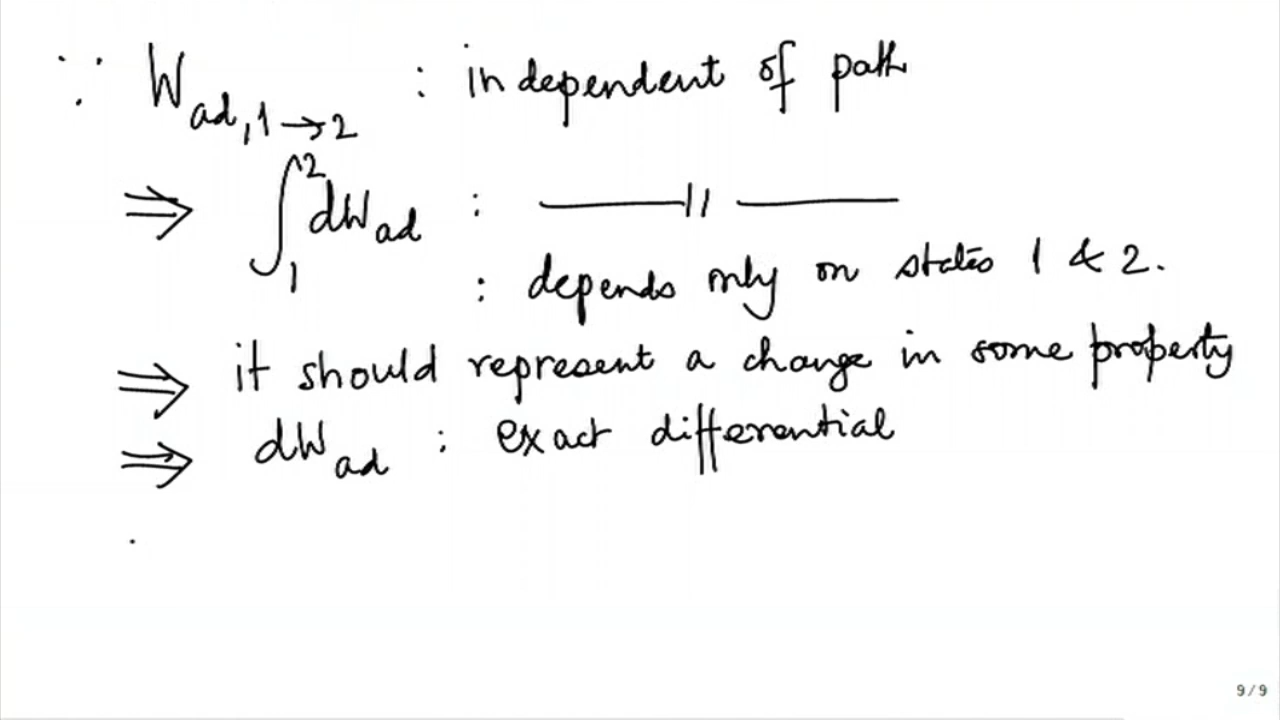 ∵ W_ad,1→2 : independent of path
⇒ ∫₁² dW_ad : ——〃——
: depends only on states 1 & 2.
⇒ it should represent a change in some property
⇒ dW_ad : exact differential
9/9